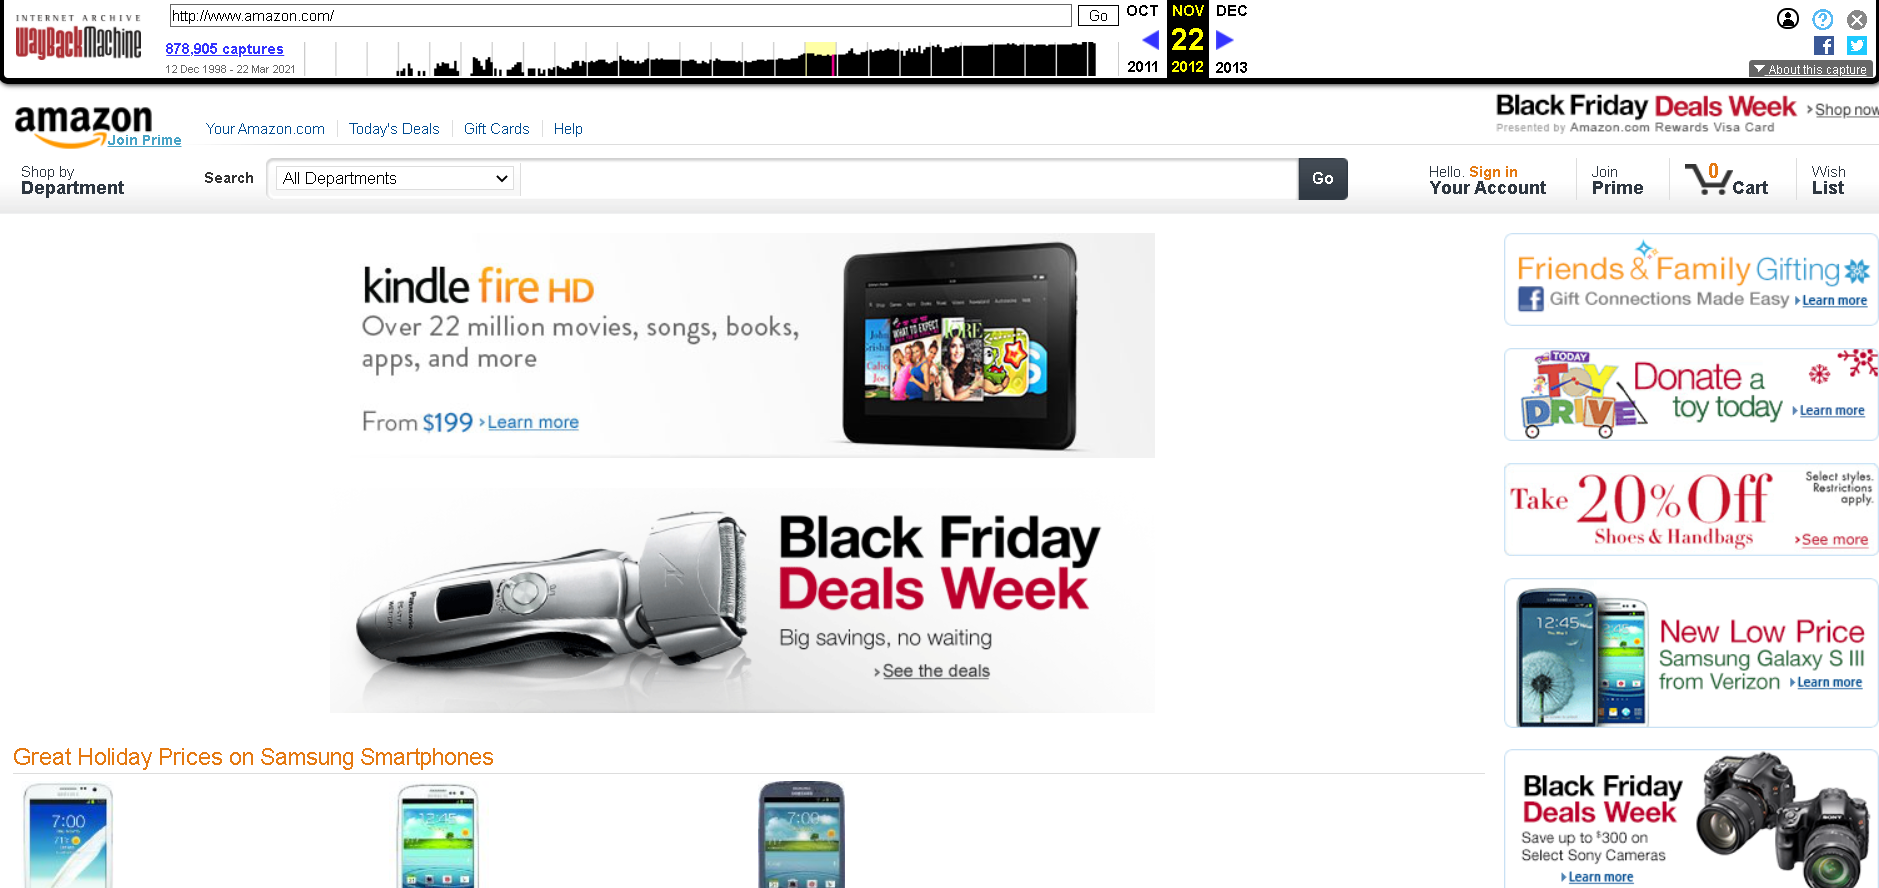 INTERNET ARCHIVE
WayBackMachine
http://www.amazon.com/
Go
878,905 captures
12 Dec 1998 - 22 Mar 2021
OCT NOV DEC
22
2011 2012 2013
About this capture
amazon
Join Prime
Your Amazon.com Today's Deals Gift Cards Help
Black Friday Deals Week Shop now
Presented by Amazon.com Rewards Visa Card
Shop by
Department
Search All Departments Go
Hello. Sign in
Your Account
Join
Prime
0
Cart
Wish
List
kindle fire HD
Over 22 million movies, songs, books,
apps, and more
From $199 Learn more
Black Friday
Deals Week
Big savings, no waiting
See the deals
Panasonic
Friends & Family Gifting
Gift Connections Made Easy Learn more
TODAY
TOY
DRIVE
Donate a
toy today Learn more
Take 20% Off
Shoes & Handbags
Select styles.
Restrictions
apply.
See more
12:45
New Low Price
Samsung Galaxy S III
from Verizon Learn more
Great Holiday Prices on Samsung Smartphones
7:00
12:45
7:00
Black Friday
Deals Week
Save up to $300 on
Select Sony Cameras
Learn more
SONY